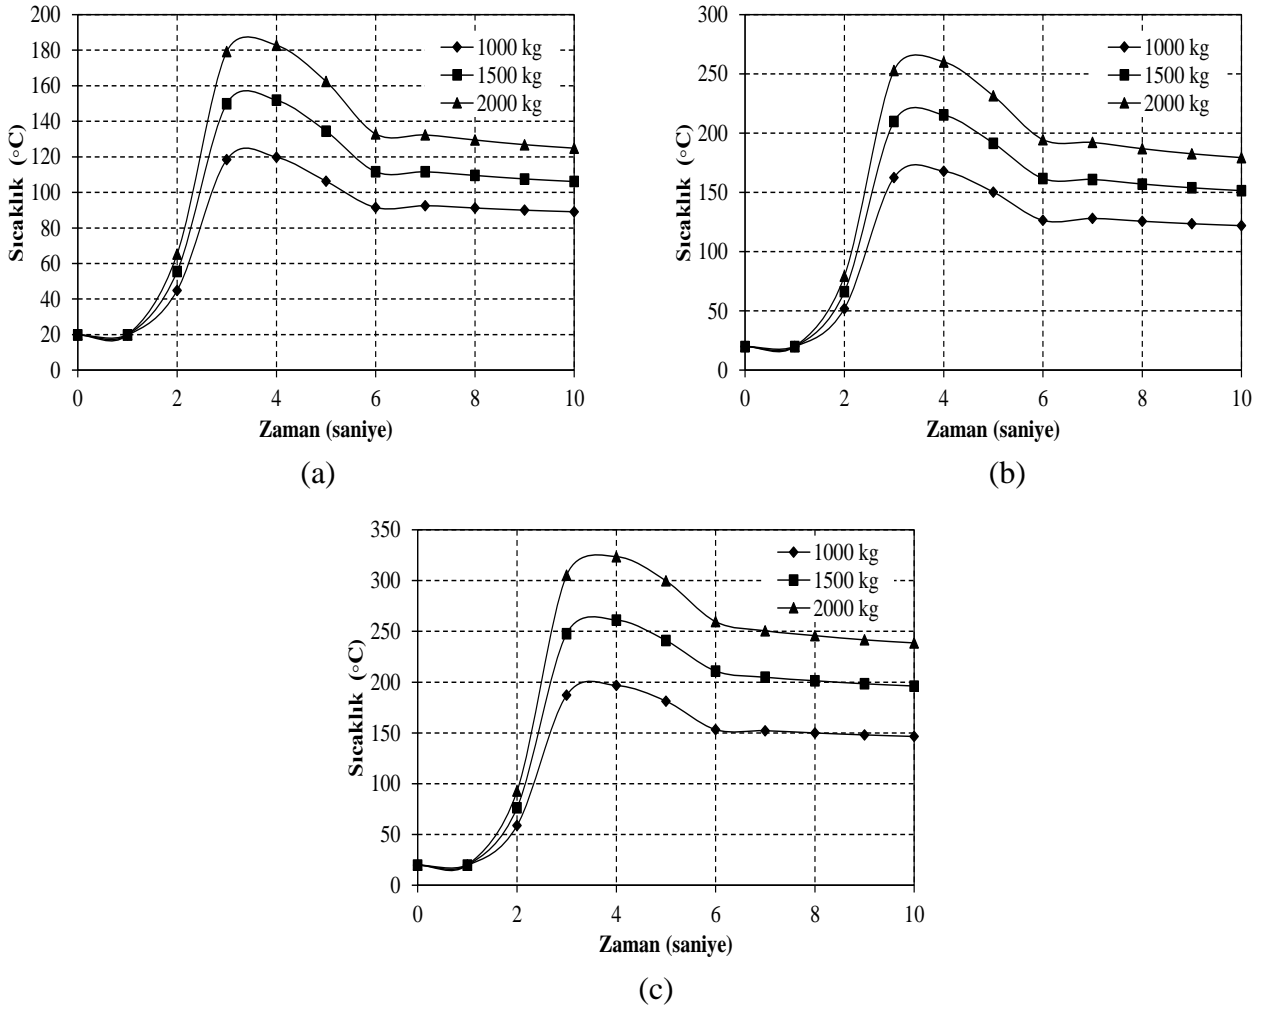 200
180
160
140
120
100
80
60
40
20
0
Sıcaklık (◦C)
1000 kg
1500 kg
2000 kg
0 2 4 6 8 10
Zaman (saniye)
(a)
300
250
200
150
100
50
0
Sıcaklık (◦C)
1000 kg
1500 kg
2000 kg
0 2 4 6 8 10
Zaman (saniye)
(b)
350
300
250
200
150
100
50
0
Sıcaklık (◦C)
1000 kg
1500 kg
2000 kg
0 2 4 6 8 10
Zaman (saniye)
(c)